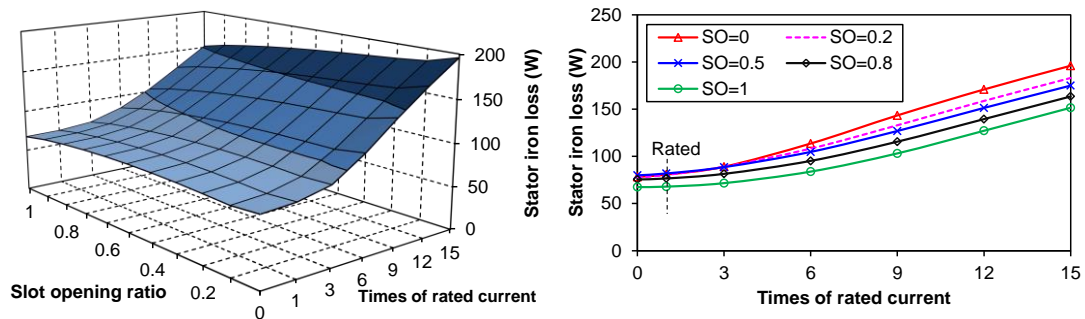 200
150
100
50
0
Stator iron loss (W)
1
0.8
0.6
0.4
0.2
0
Slot opening ratio
0
1
3
6
9
12
15
Times of rated current
250
200
150
100
50
0
Stator iron loss (W)
SO=0
SO=0.2
SO=0.5
SO=0.8
SO=1
Rated
0 3 6 9 12 15
Times of rated current